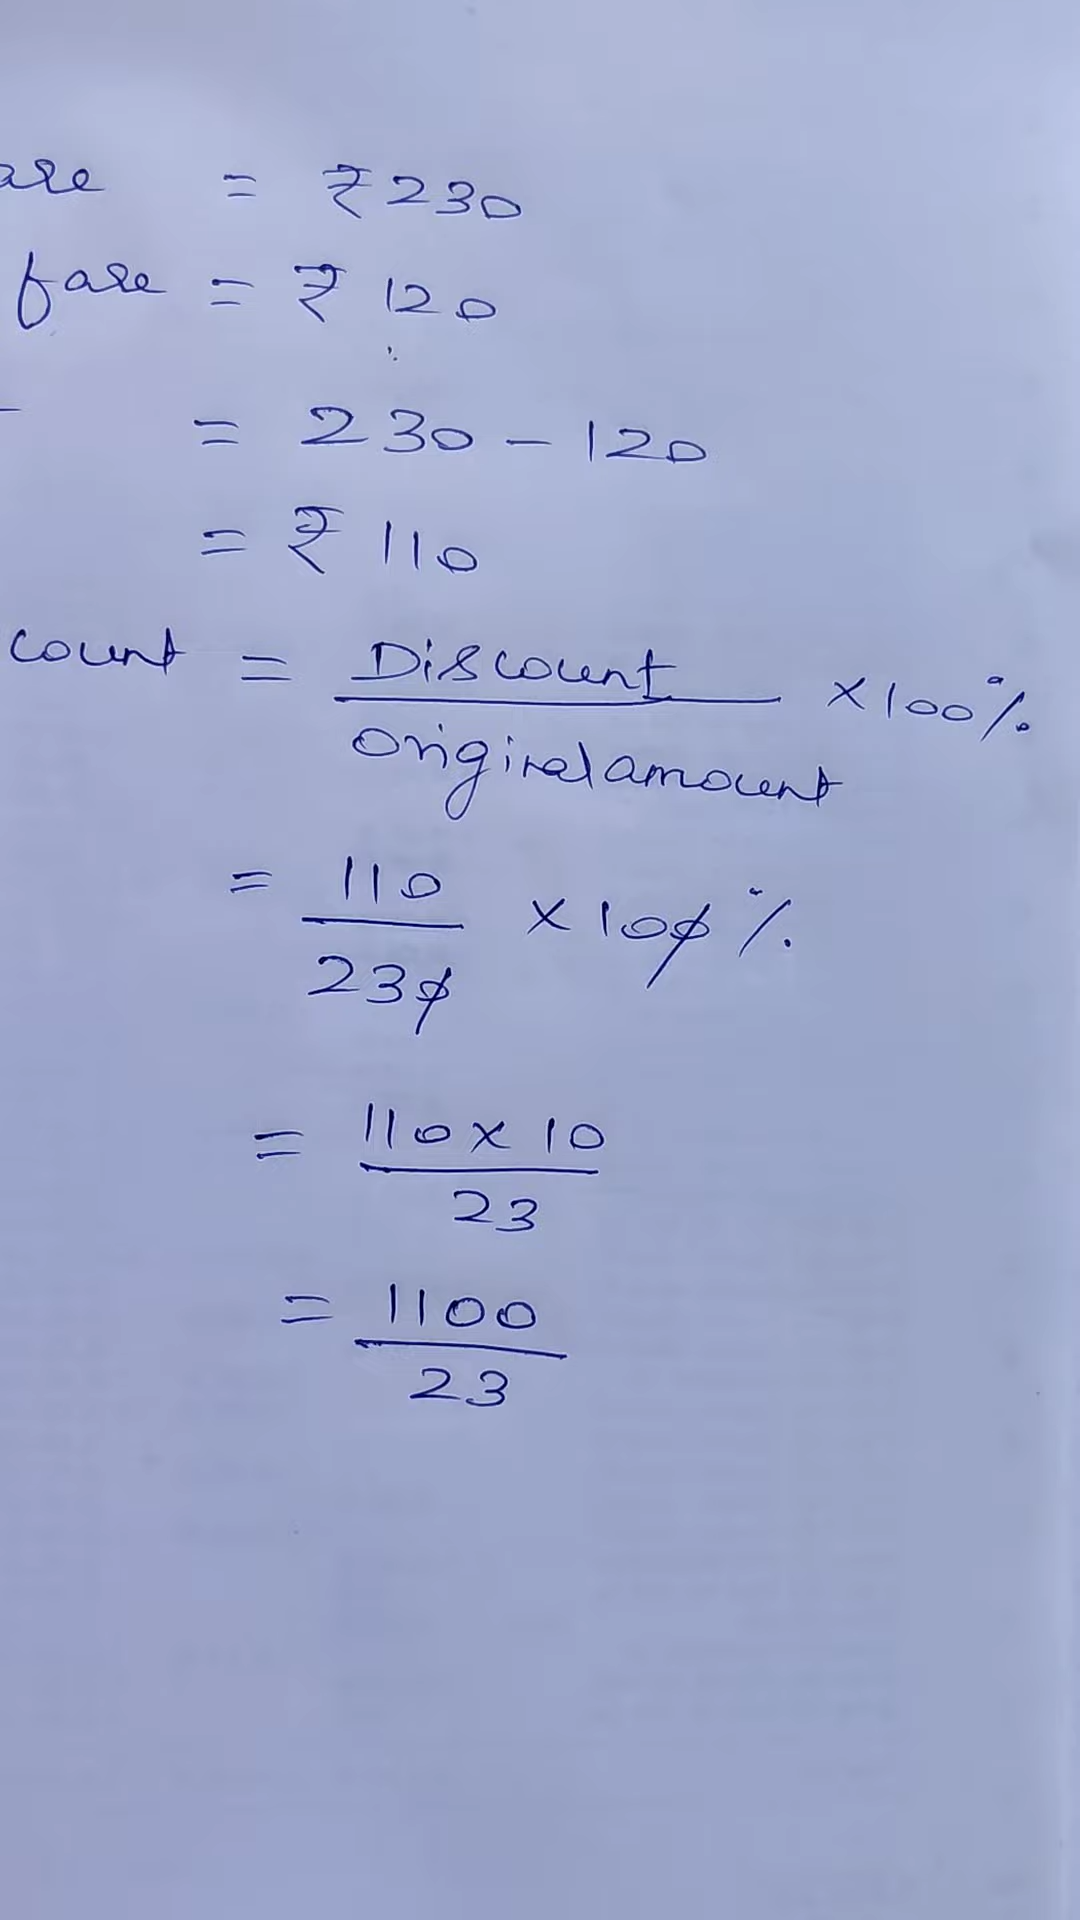 are = ₹ 230
fare = ₹ 120
= 230 - 120
= ₹ 110
count = Discount × 100%
original amount
= 110 × 100 %
230
= 110 × 10
23
= 1100
23